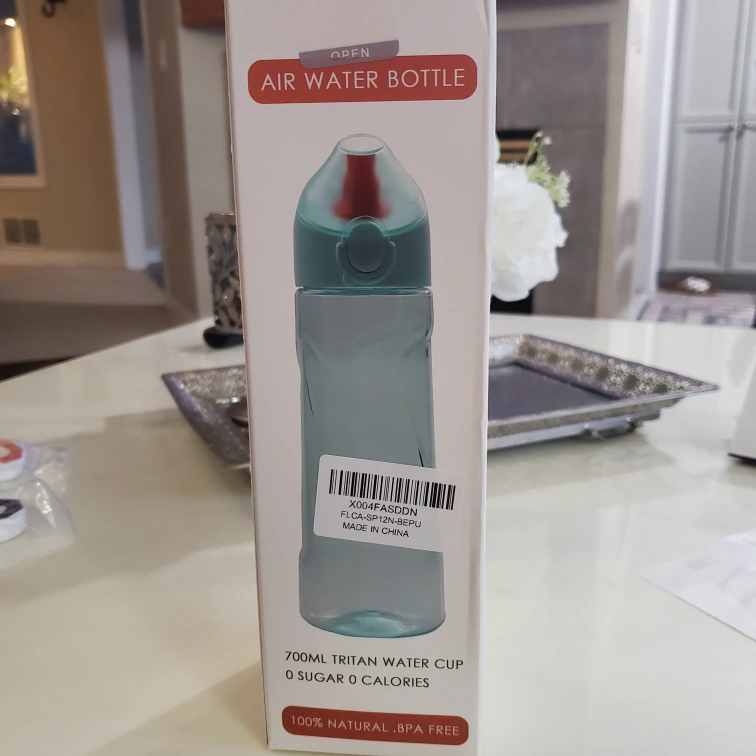 OPEN
AIR WATER BOTTLE
X004FASDDN
FLCA-SP12N-BEPU
MADE IN CHINA
700ML TRITAN WATER CUP
0 SUGAR 0 CALORIES
100% NATURAL ,BPA FREE